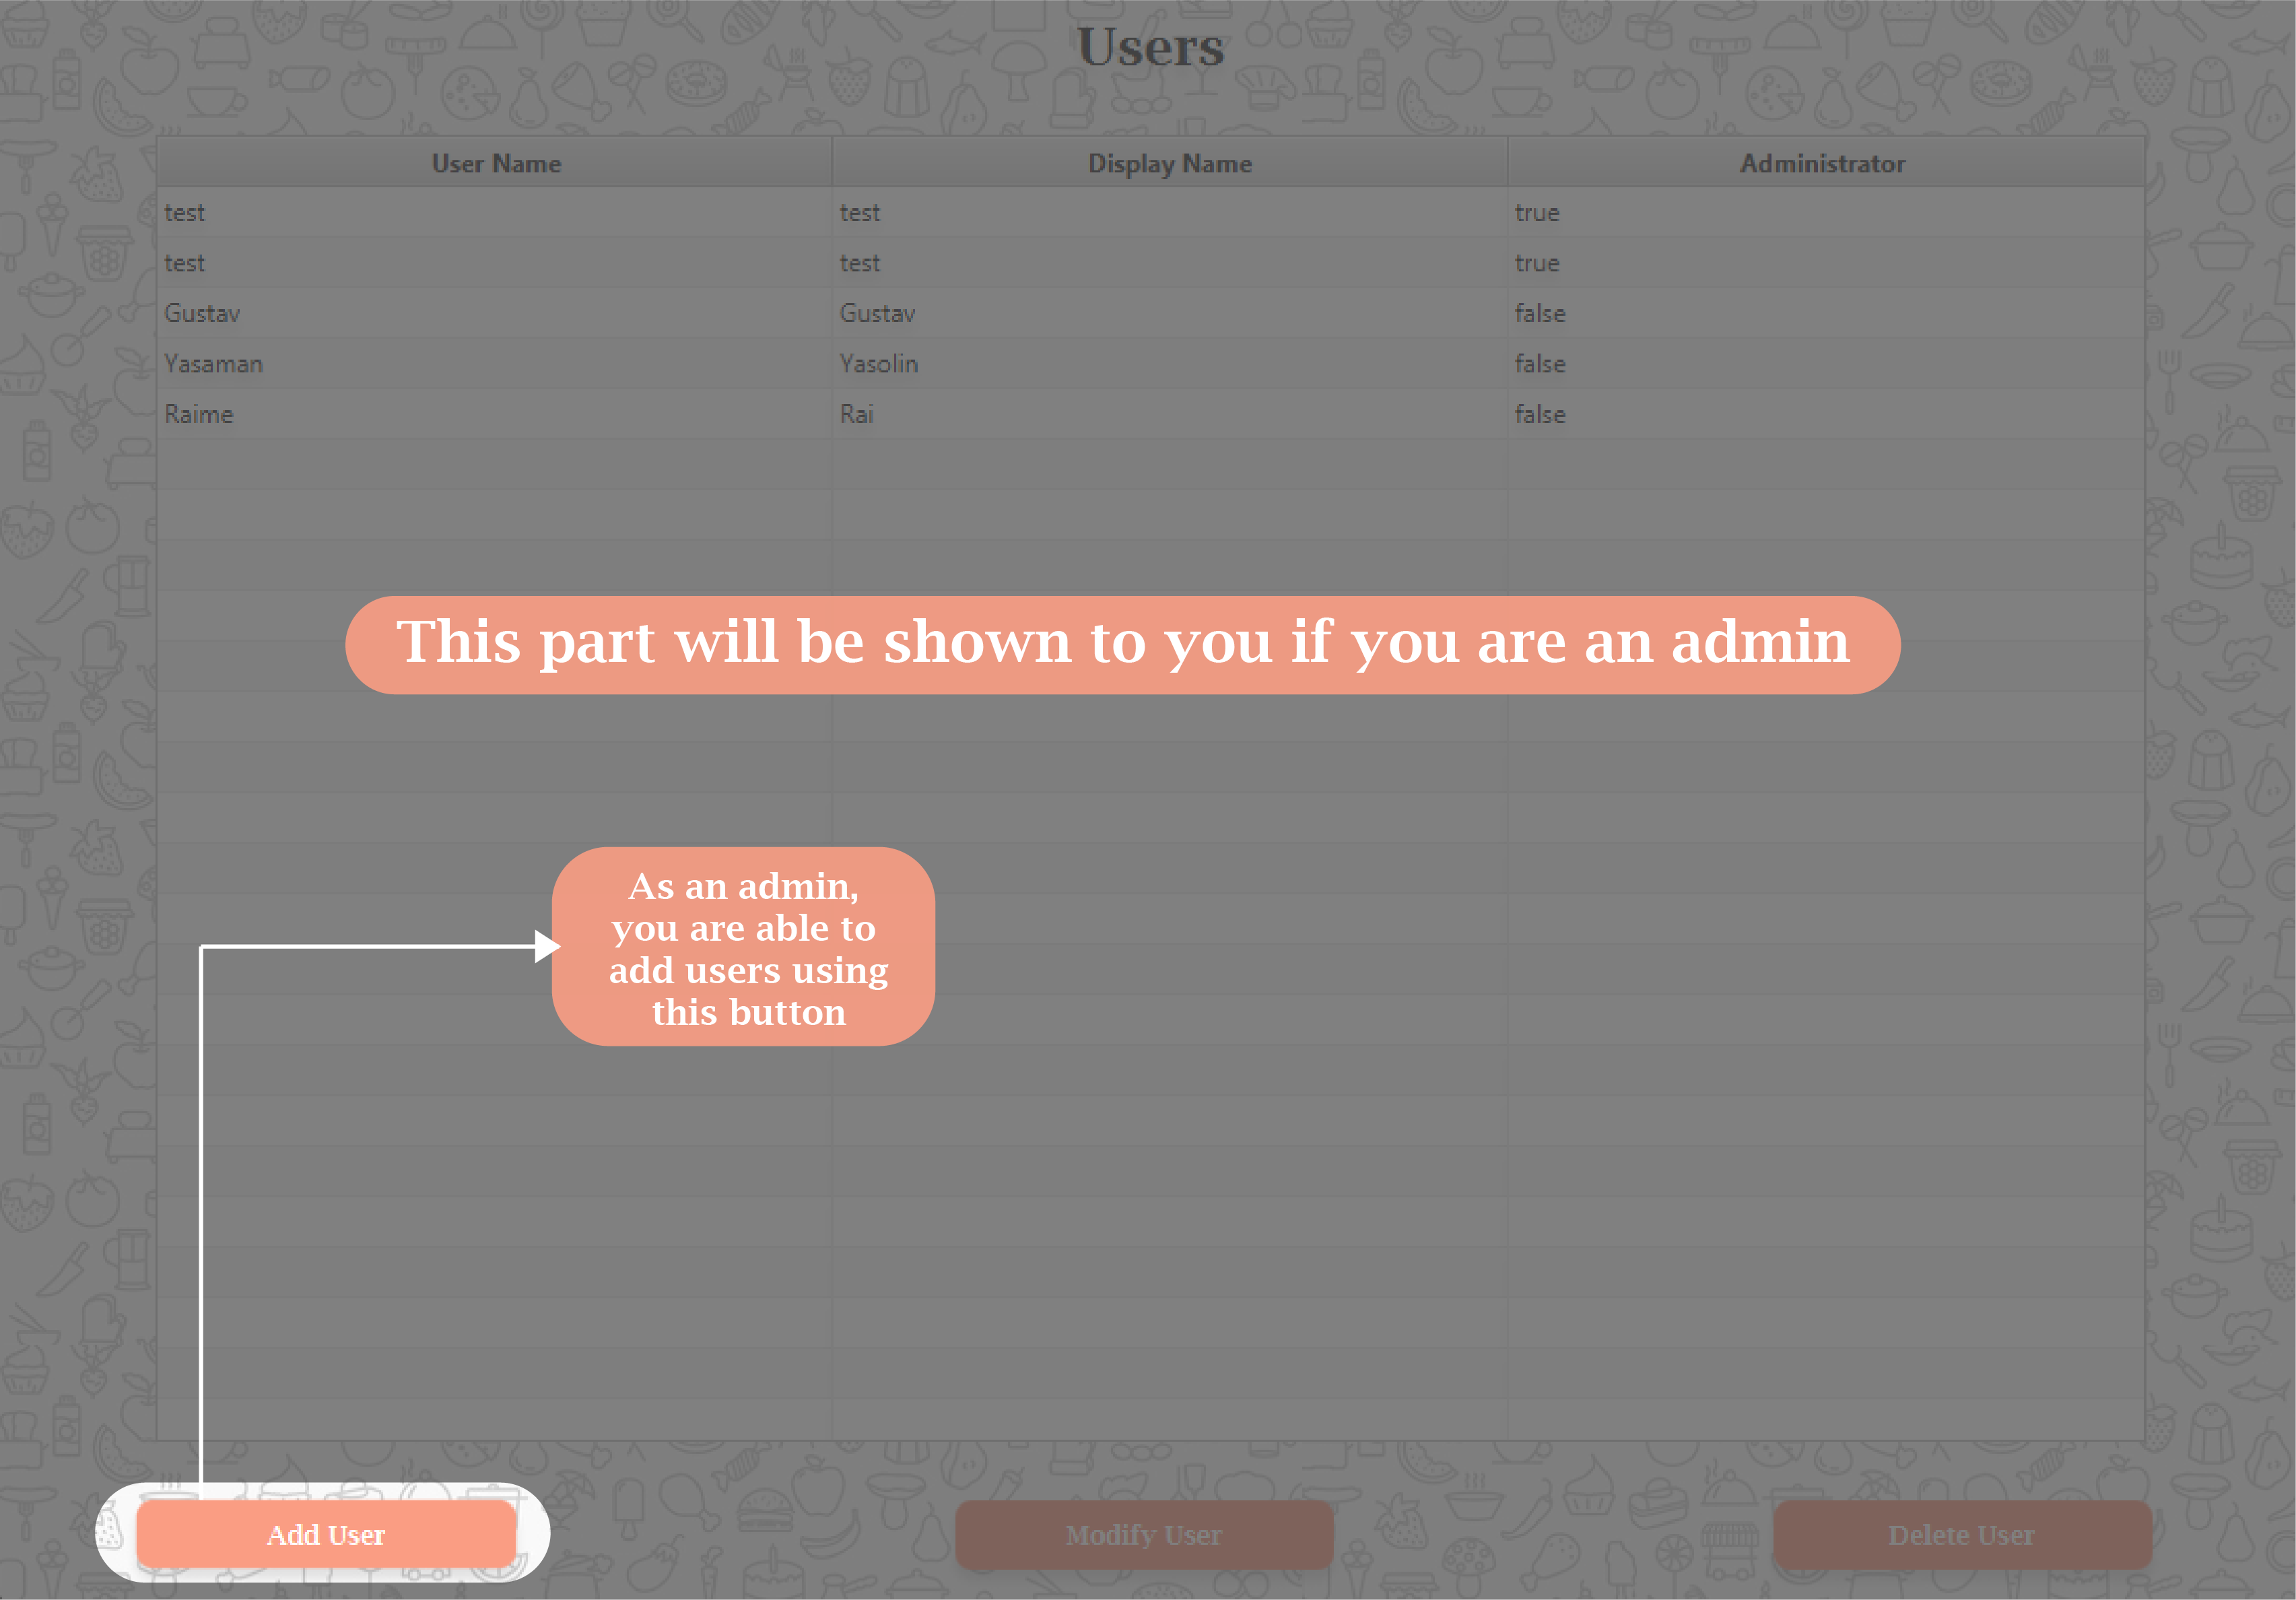 Users
User Name Display Name Administrator
test test true
test test true
Gustav Gustav false
Yasaman Yasolin false
Raime Rai false
This part will be shown to you if you are an admin
As an admin,
you are able to
add users using
this button
Add User Modify User Delete User